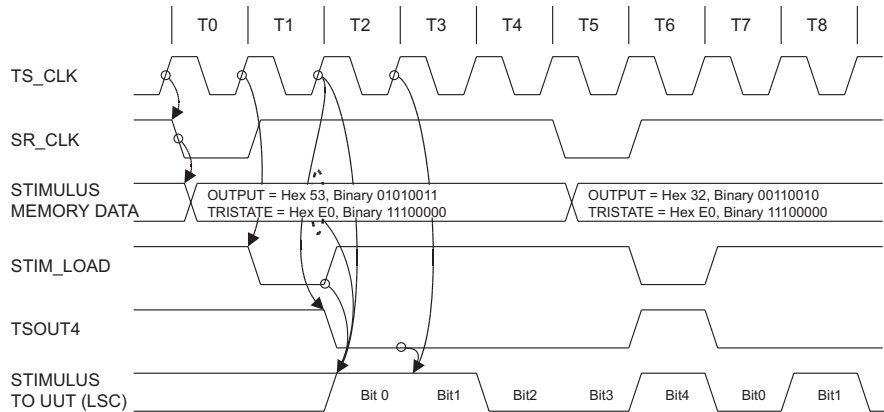 T0 T1 T2 T3 T4 T5 T6 T7 T8
TS_CLK
SR_CLK
STIMULUS
MEMORY DATA
OUTPUT = Hex 53, Binary 01010011
TRISTATE = Hex E0, Binary 11100000
OUTPUT = Hex 32, Binary 00110010
TRISTATE = Hex E0, Binary 11100000
STIM_LOAD
TSOUT4
STIMULUS
TO UUT (LSC)
Bit 0 Bit1 Bit2 Bit3 Bit4 Bit0 Bit1